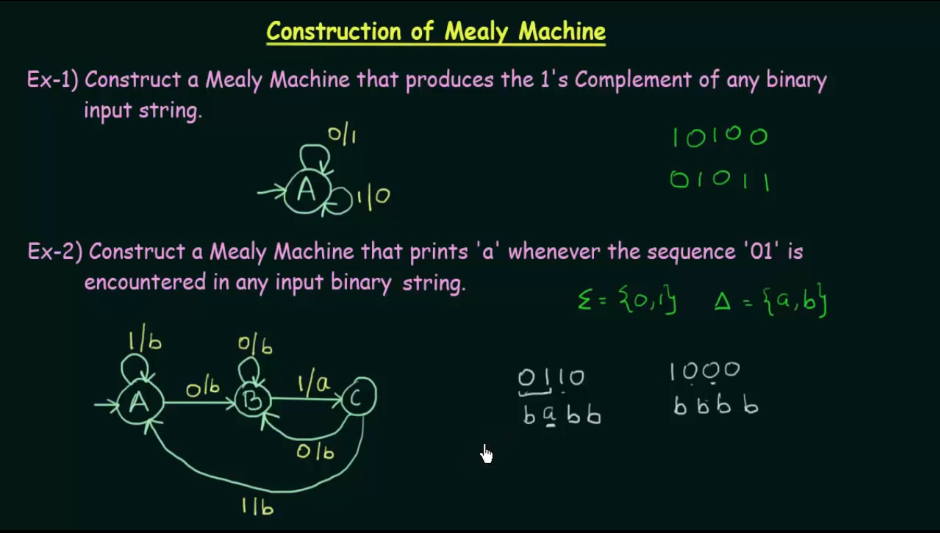 Construction of Mealy Machine
Ex-1) Construct a Mealy Machine that produces the 1's Complement of any binary
input string.
0/1
A
1/0
10100
01011
Ex-2) Construct a Mealy Machine that prints 'a' whenever the sequence '01' is
encountered in any input binary string.
Σ = {0,1} Δ = {a,b}
1/b
0/b
A
0/b
B
1/a
C
0/b
1/b
0110
babb
1000
bbbb